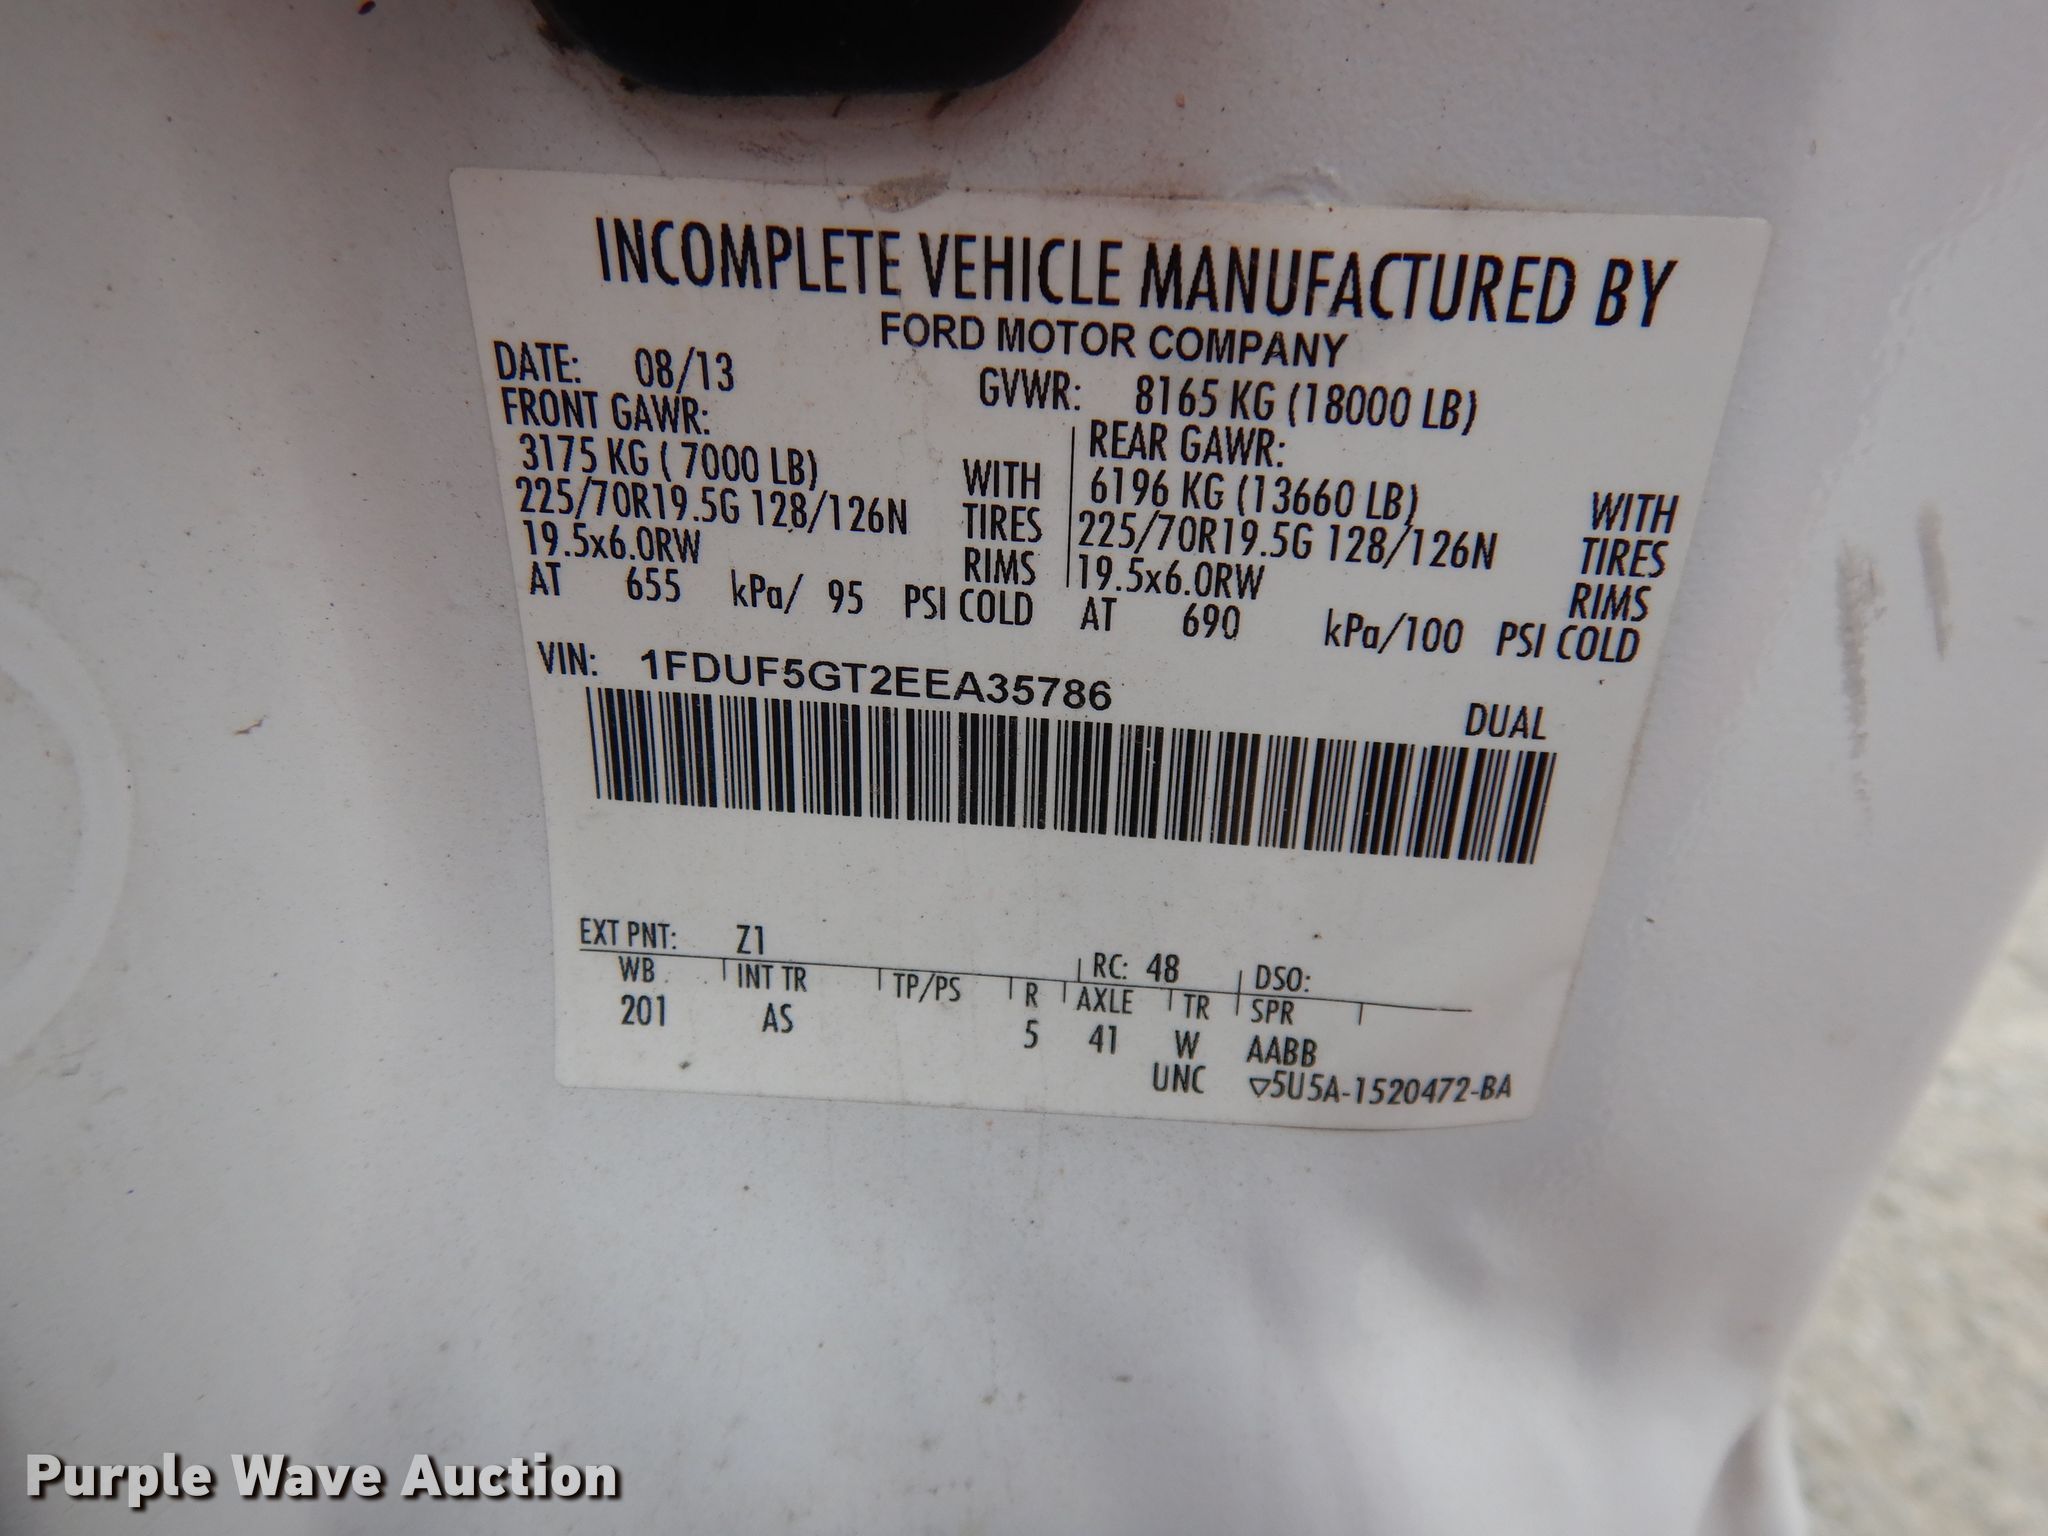 INCOMPLETE VEHICLE MANUFACTURED BY
FORD MOTOR COMPANY
DATE: 08/13 GVWR: 8165 KG (18000 LB)
FRONT GAWR: REAR GAWR:
3175 KG ( 7000 LB) WITH 6196 KG (13660 LB) WITH
225/70R19.5G 128/126N TIRES 225/70R19.5G 128/126N TIRES
19.5x6.0RW RIMS 19.5x6.0RW RIMS
AT 655 kPa/ 95 PSI COLD AT 690 kPa/100 PSI COLD
VIN: 1FDUF5GT2EEA35786
DUAL
EXT PNT: Z1 RC: 48 DSO:
WB INT TR TP/PS R AXLE TR SPR
201 AS 5 41 W AABB
UNC ▽5U5A-1520472-BA
Purple Wave Auction